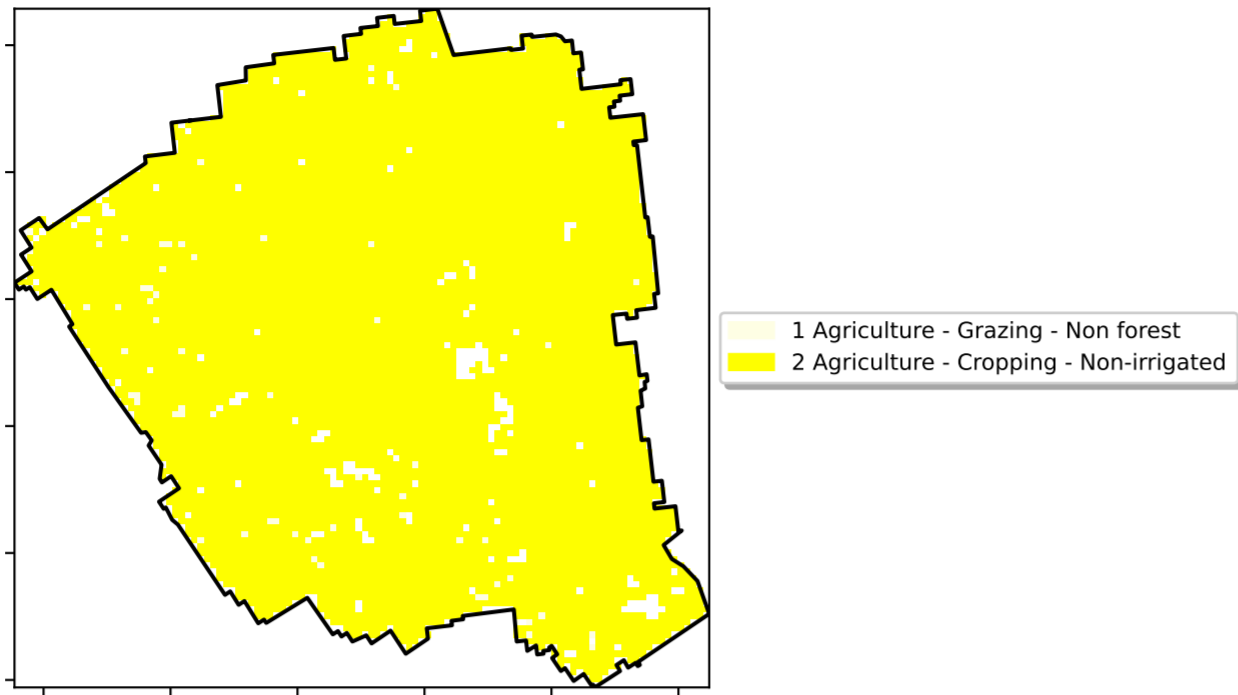 1 Agriculture - Grazing - Non forest
2 Agriculture - Cropping - Non-irrigated